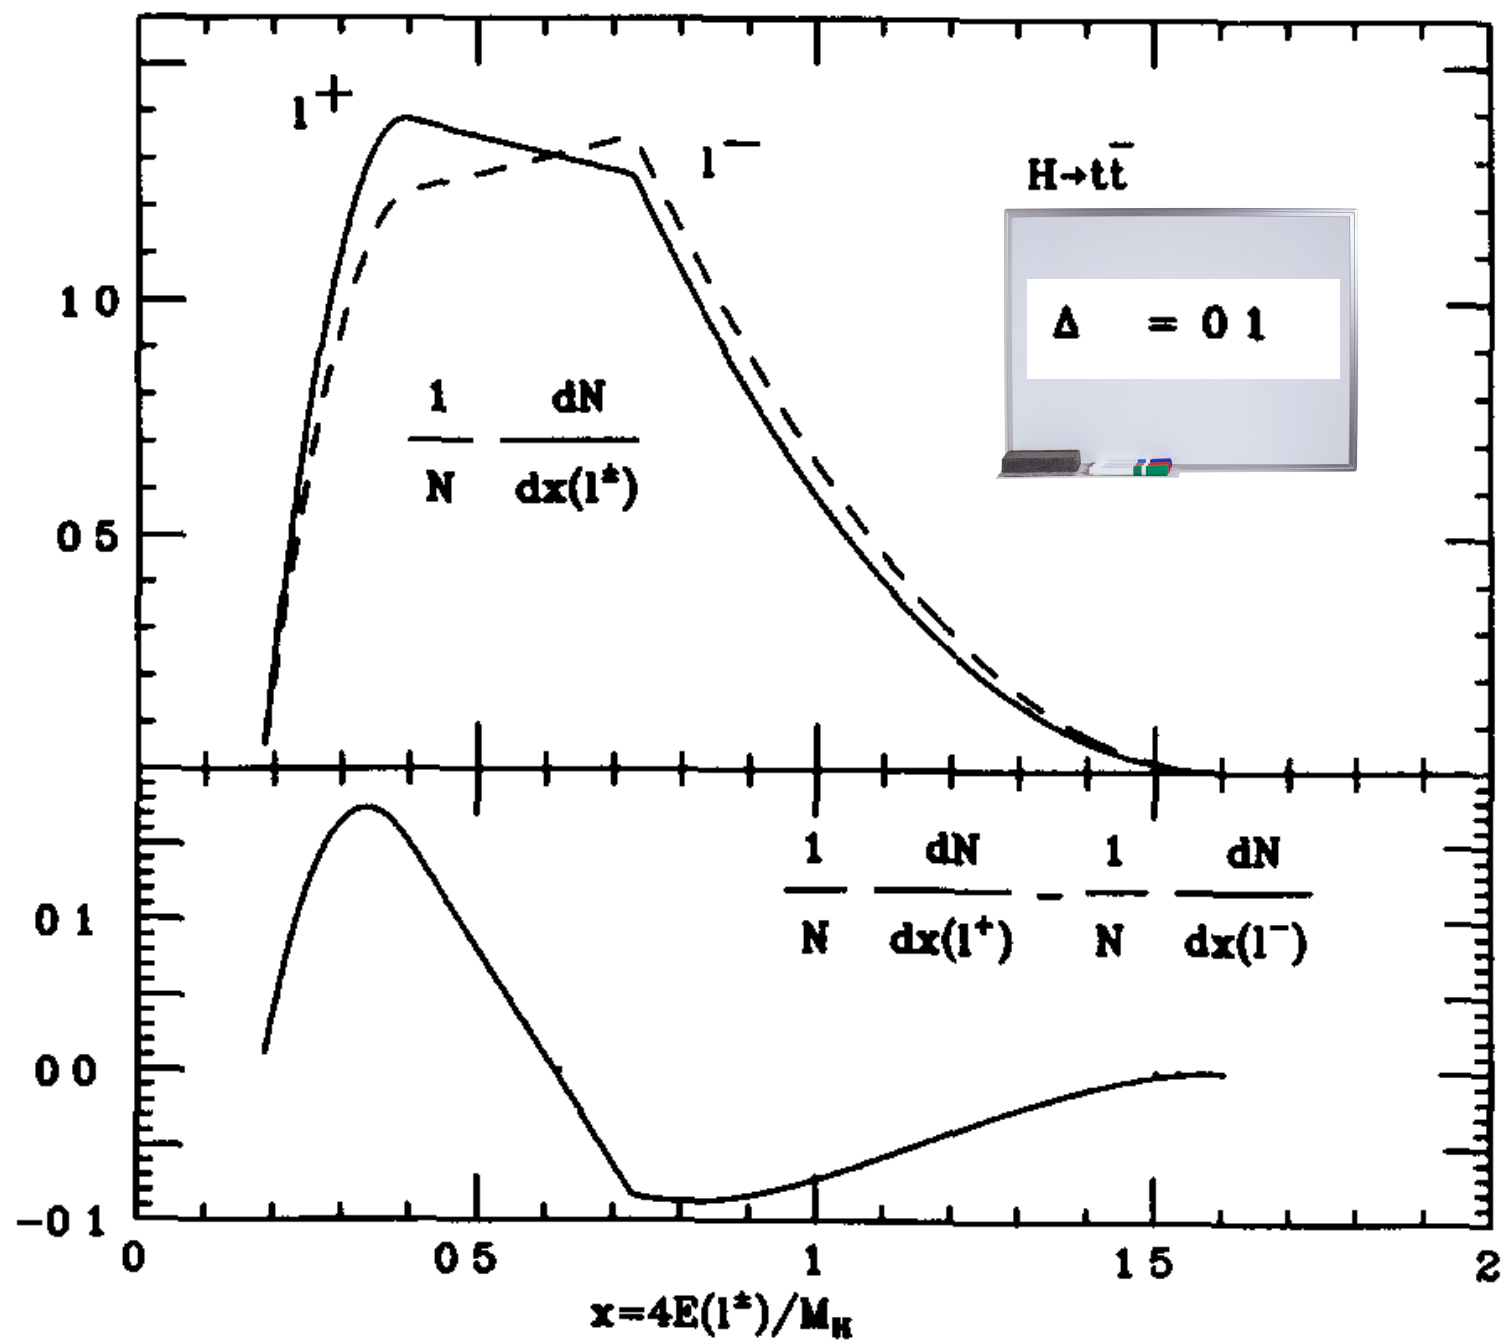 l⁺
l⁻
H→tt̄
Δ = 0 1
1 0
0 5
1 dN
N dx(l±)
1 dN 1 dN
N dx(l⁺) - N dx(l⁻)
0 1
0 0
-0 1
0 0 5 1 1 5 2
x=4E(l±)/M_H